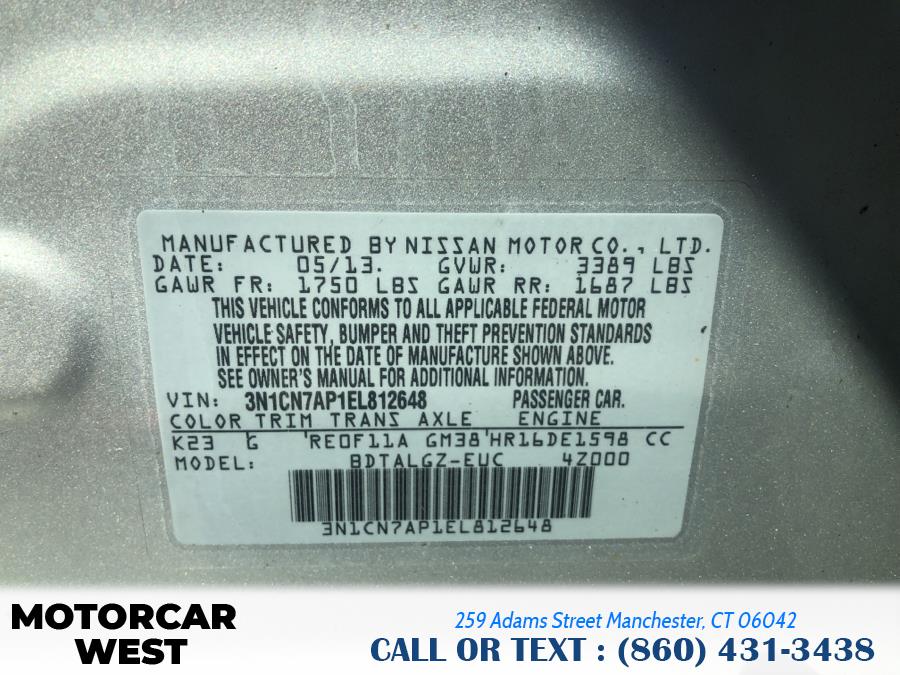 MANUFACTURED BY NISSAN MOTOR CO., LTD.
DATE: 05/13. GVWR: 3389 LBS
GAWR FR: 1750 LBS GAWR RR: 1687 LBS
THIS VEHICLE CONFORMS TO ALL APPLICABLE FEDERAL MOTOR
VEHICLE SAFETY, BUMPER AND THEFT PREVENTION STANDARDS
IN EFFECT ON THE DATE OF MANUFACTURE SHOWN ABOVE.
SEE OWNER'S MANUAL FOR ADDITIONAL INFORMATION.
VIN: 3N1CN7AP1EL812648 PASSENGER CAR.
COLOR TRIM TRANS AXLE ENGINE
K23 G 'RE0F11A GM38'HR16DE1598 CC
MODEL: BDTALGZ-EUC 4Z000
3N1CN7AP1EL812648
MOTORCAR
WEST
259 Adams Street Manchester, CT 06042
CALL OR TEXT : (860) 431-3438